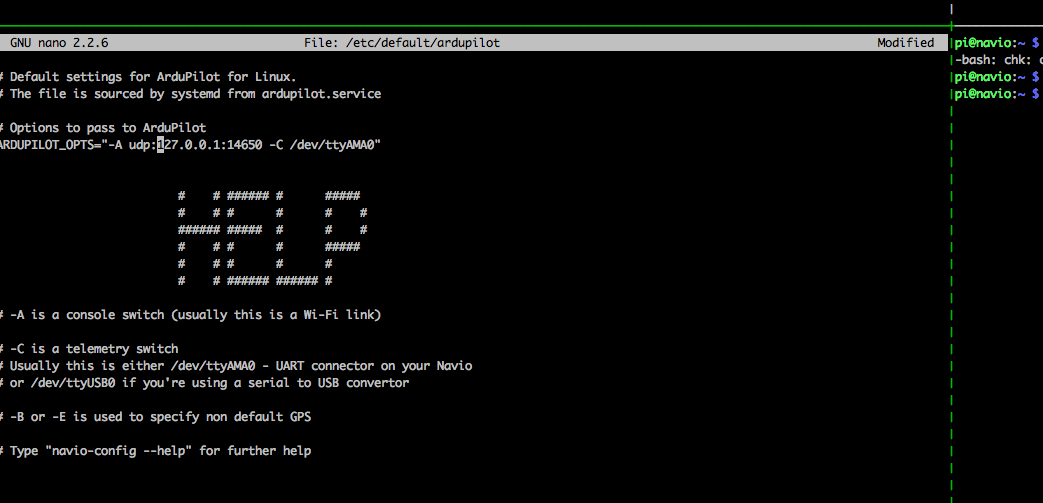 GNU nano 2.2.6 File: /etc/default/ardupilot Modified
# Default settings for ArduPilot for Linux.
# The file is sourced by systemd from ardupilot.service
# Options to pass to ArduPilot
ARDUPILOT_OPTS="-A udp:127.0.0.1:14650 -C /dev/ttyAMA0"
HELP
# -A is a console switch (usually this is a Wi-Fi link)
# -C is a telemetry switch
# Usually this is either /dev/ttyAMA0 - UART connector on your Navio
# or /dev/ttyUSB0 if you're using a serial to USB convertor
# -B or -E is used to specify non default GPS
# Type "navio-config --help" for further help
pi@navio:~ $
-bash: chk: c
pi@navio:~ $
pi@navio:~ $